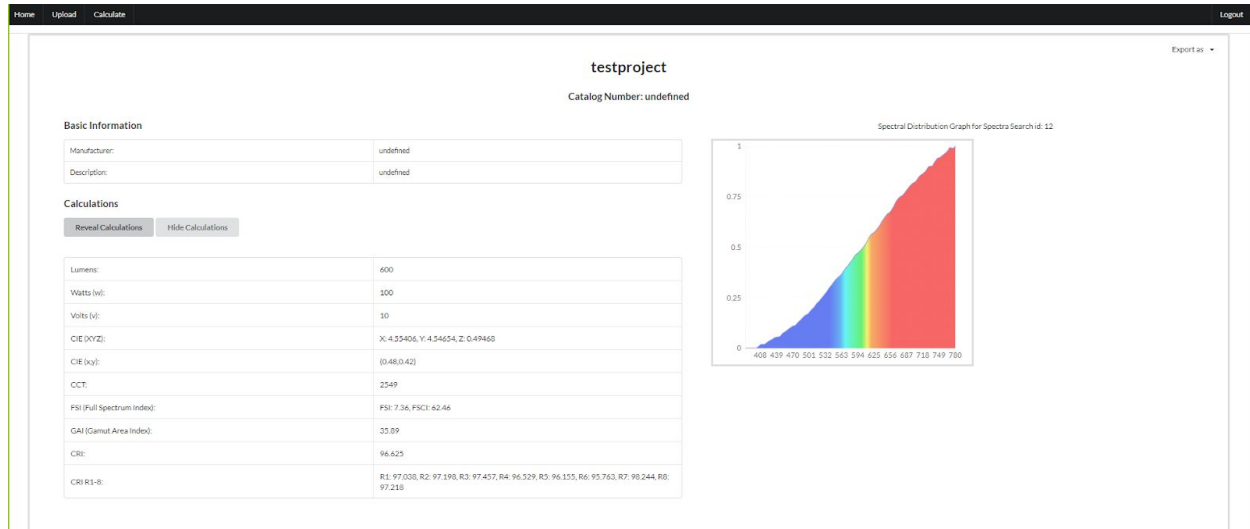 Home Upload Calculate Logout
Export as
testproject
Catalog Number: undefined
Basic Information
Manufacturer: undefined
Description: undefined
Calculations
Reveal Calculations Hide Calculations
Lumens: 600
Watts (w): 100
Volts (v): 10
CIE (XYZ): X: 4.55406, Y: 4.54654, Z: 0.49468
CIE (x,y): (0.48,0.42)
CCT: 2549
FSI (Full Spectrum Index): FSI: 7.36, FSCI: 62.46
GAI (Gamut Area Index): 35.89
CRI: 96.625
CRI R1-8: R1: 97.038, R2: 97.198, R3: 97.457, R4: 96.529, R5: 96.155, R6: 95.763, R7: 98.244, R8:
97.218
Spectral Distribution Graph for Spectra Search id: 12
1
0.75
0.5
0.25
0
408 439 470 501 532 563 594 625 656 687 718 749 780